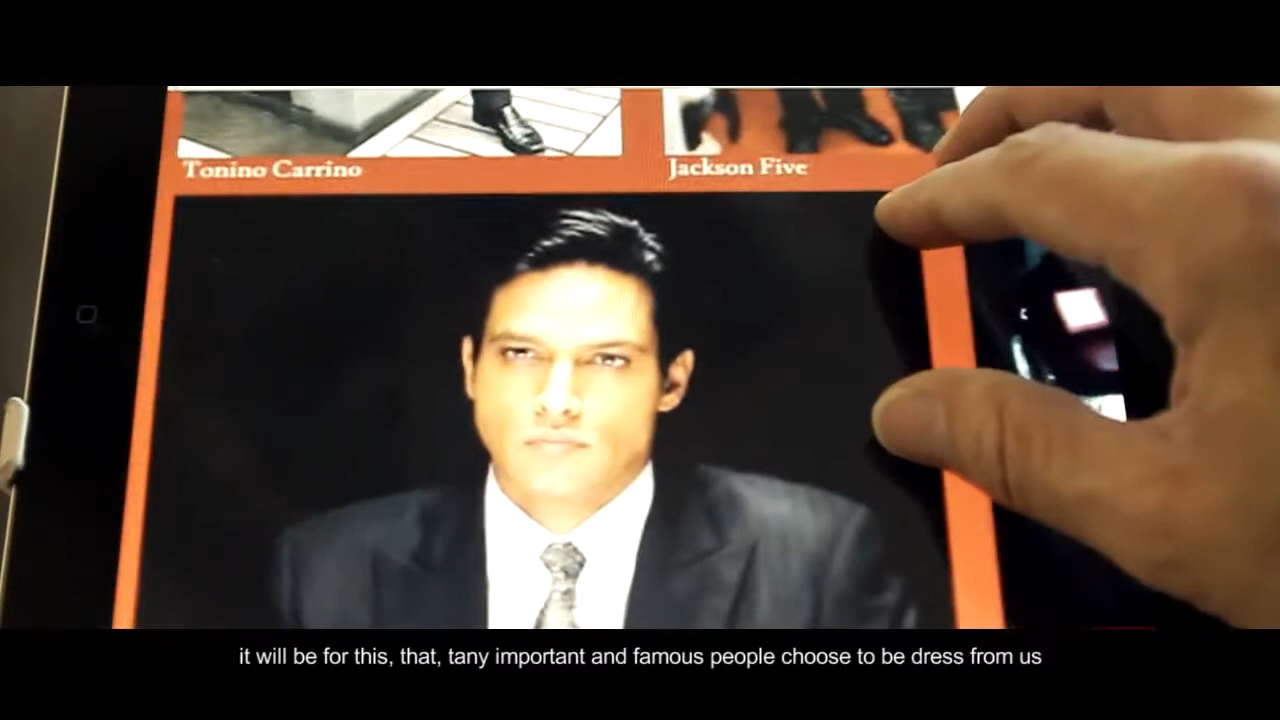 Tonino Carrino
Jackson Five
it will be for this, that, tany important and famous people choose to be dress from us